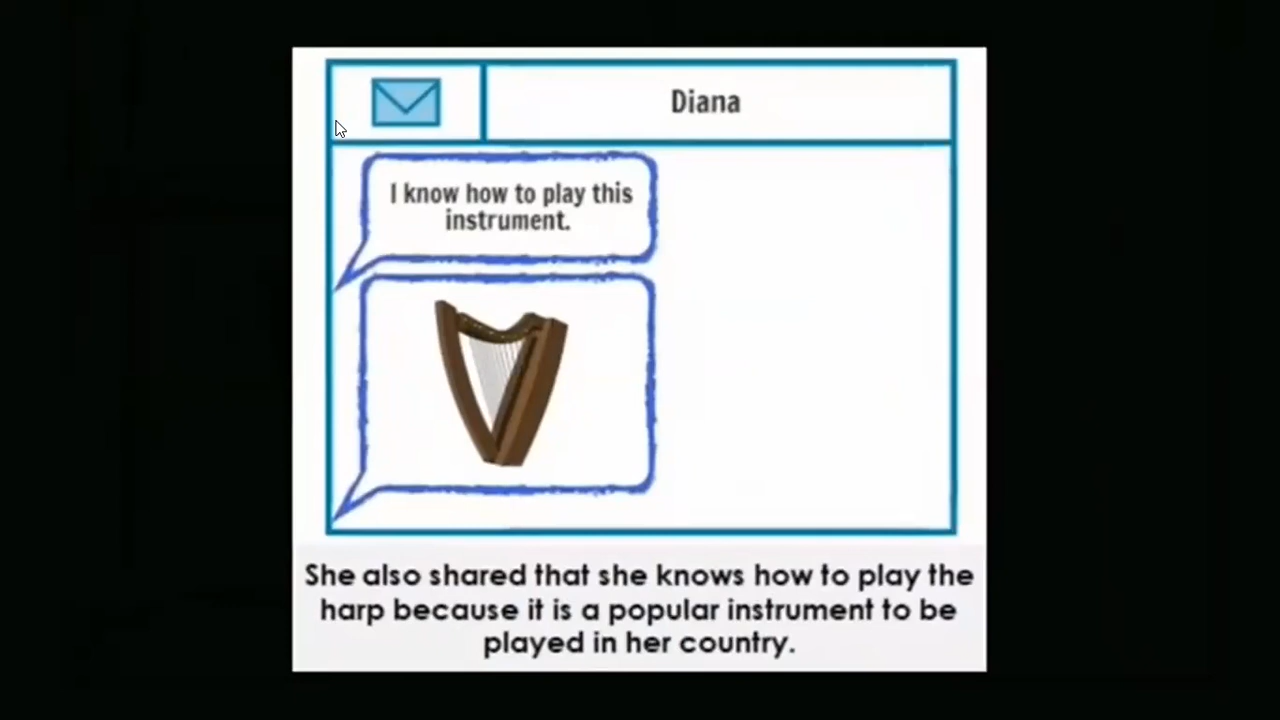 Diana
I know how to play this
instrument.
She also shared that she knows how to play the
harp because it is a popular instrument to be
played in her country.